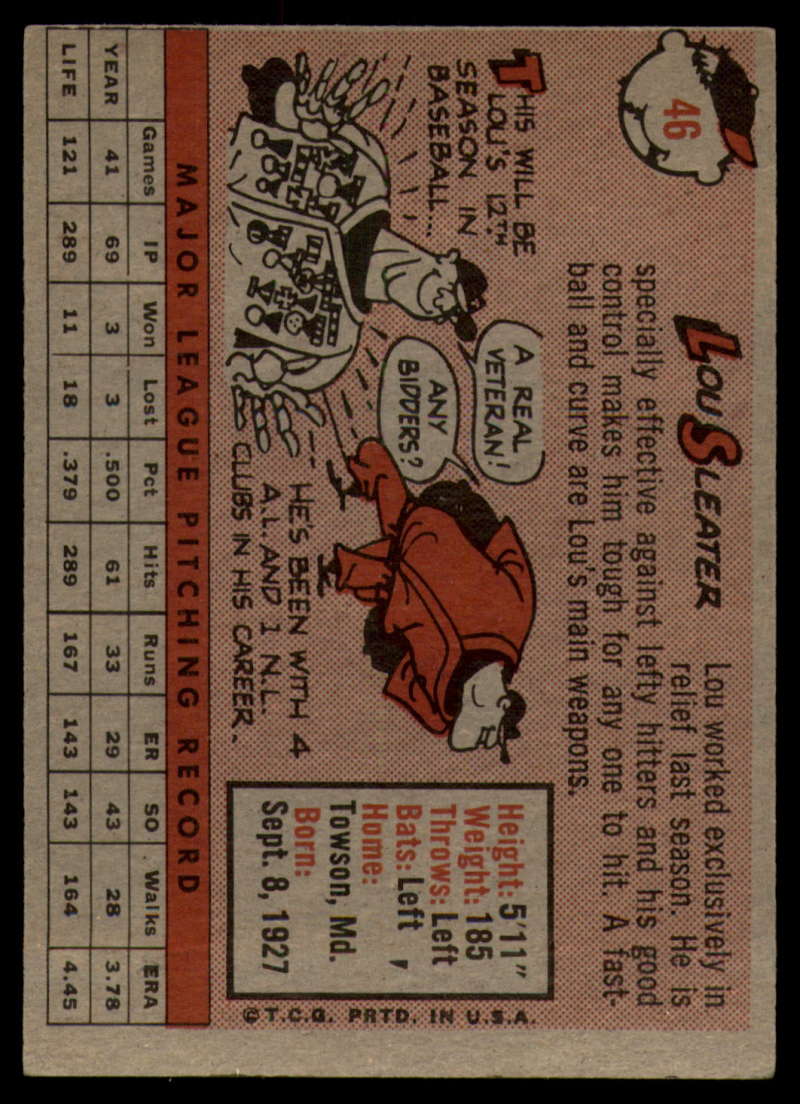 46
LOU SLEATER
Lou worked exclusively in
relief last season. He is
specially effective against lefty hitters and his good
control makes him tough for any one to hit. A fast-
ball and curve are Lou's main weapons.
THIS WILL BE
LOU'S 12TH
SEASON IN
BASEBALL...
A REAL
VETERAN!
ANY
BIDDERS?
HE'S BEEN WITH 4
A.L. AND 1 N.L.
CLUBS IN HIS CAREER.
Height: 5'11"
Weight: 185
Throws: Left
Bats: Left
Home:
Towson, Md.
Born:
Sept. 8, 1927
©T.C.G. PRTD. IN U.S.A.
MAJOR LEAGUE PITCHING RECORD
Games IP Won Lost Pct Hits Runs ER SO Walks ERA
YEAR 41 69 3 3 .500 61 33 29 43 28 3.78
LIFE 121 289 11 18 .379 289 167 143 143 164 4.45